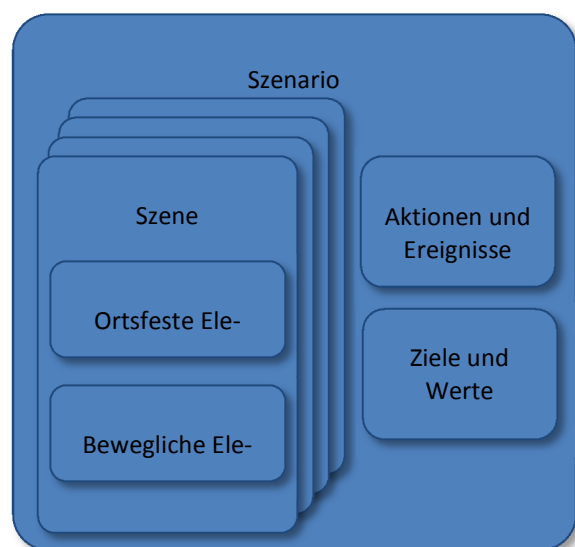 Szenario
Szene
Ortsfeste Ele-
Bewegliche Ele-
Aktionen und
Ereignisse
Ziele und
Werte